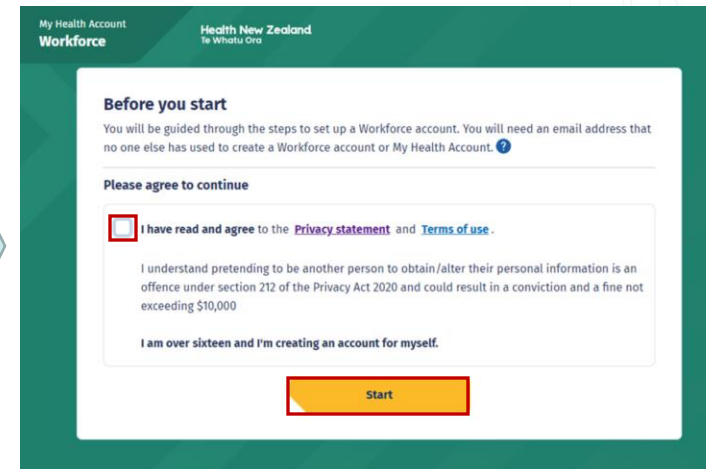 My Health Account
Workforce
Health New Zealand
Te Whatu Ora
Before you start
You will be guided through the steps to set up a Workforce account. You will need an email address that
no one else has used to create a Workforce account or My Health Account. ?
Please agree to continue
I have read and agree to the Privacy statement and Terms of use .
I understand pretending to be another person to obtain/alter their personal information is an
offence under section 212 of the Privacy Act 2020 and could result in a conviction and a fine not
exceeding $10,000
I am over sixteen and I'm creating an account for myself.
Start